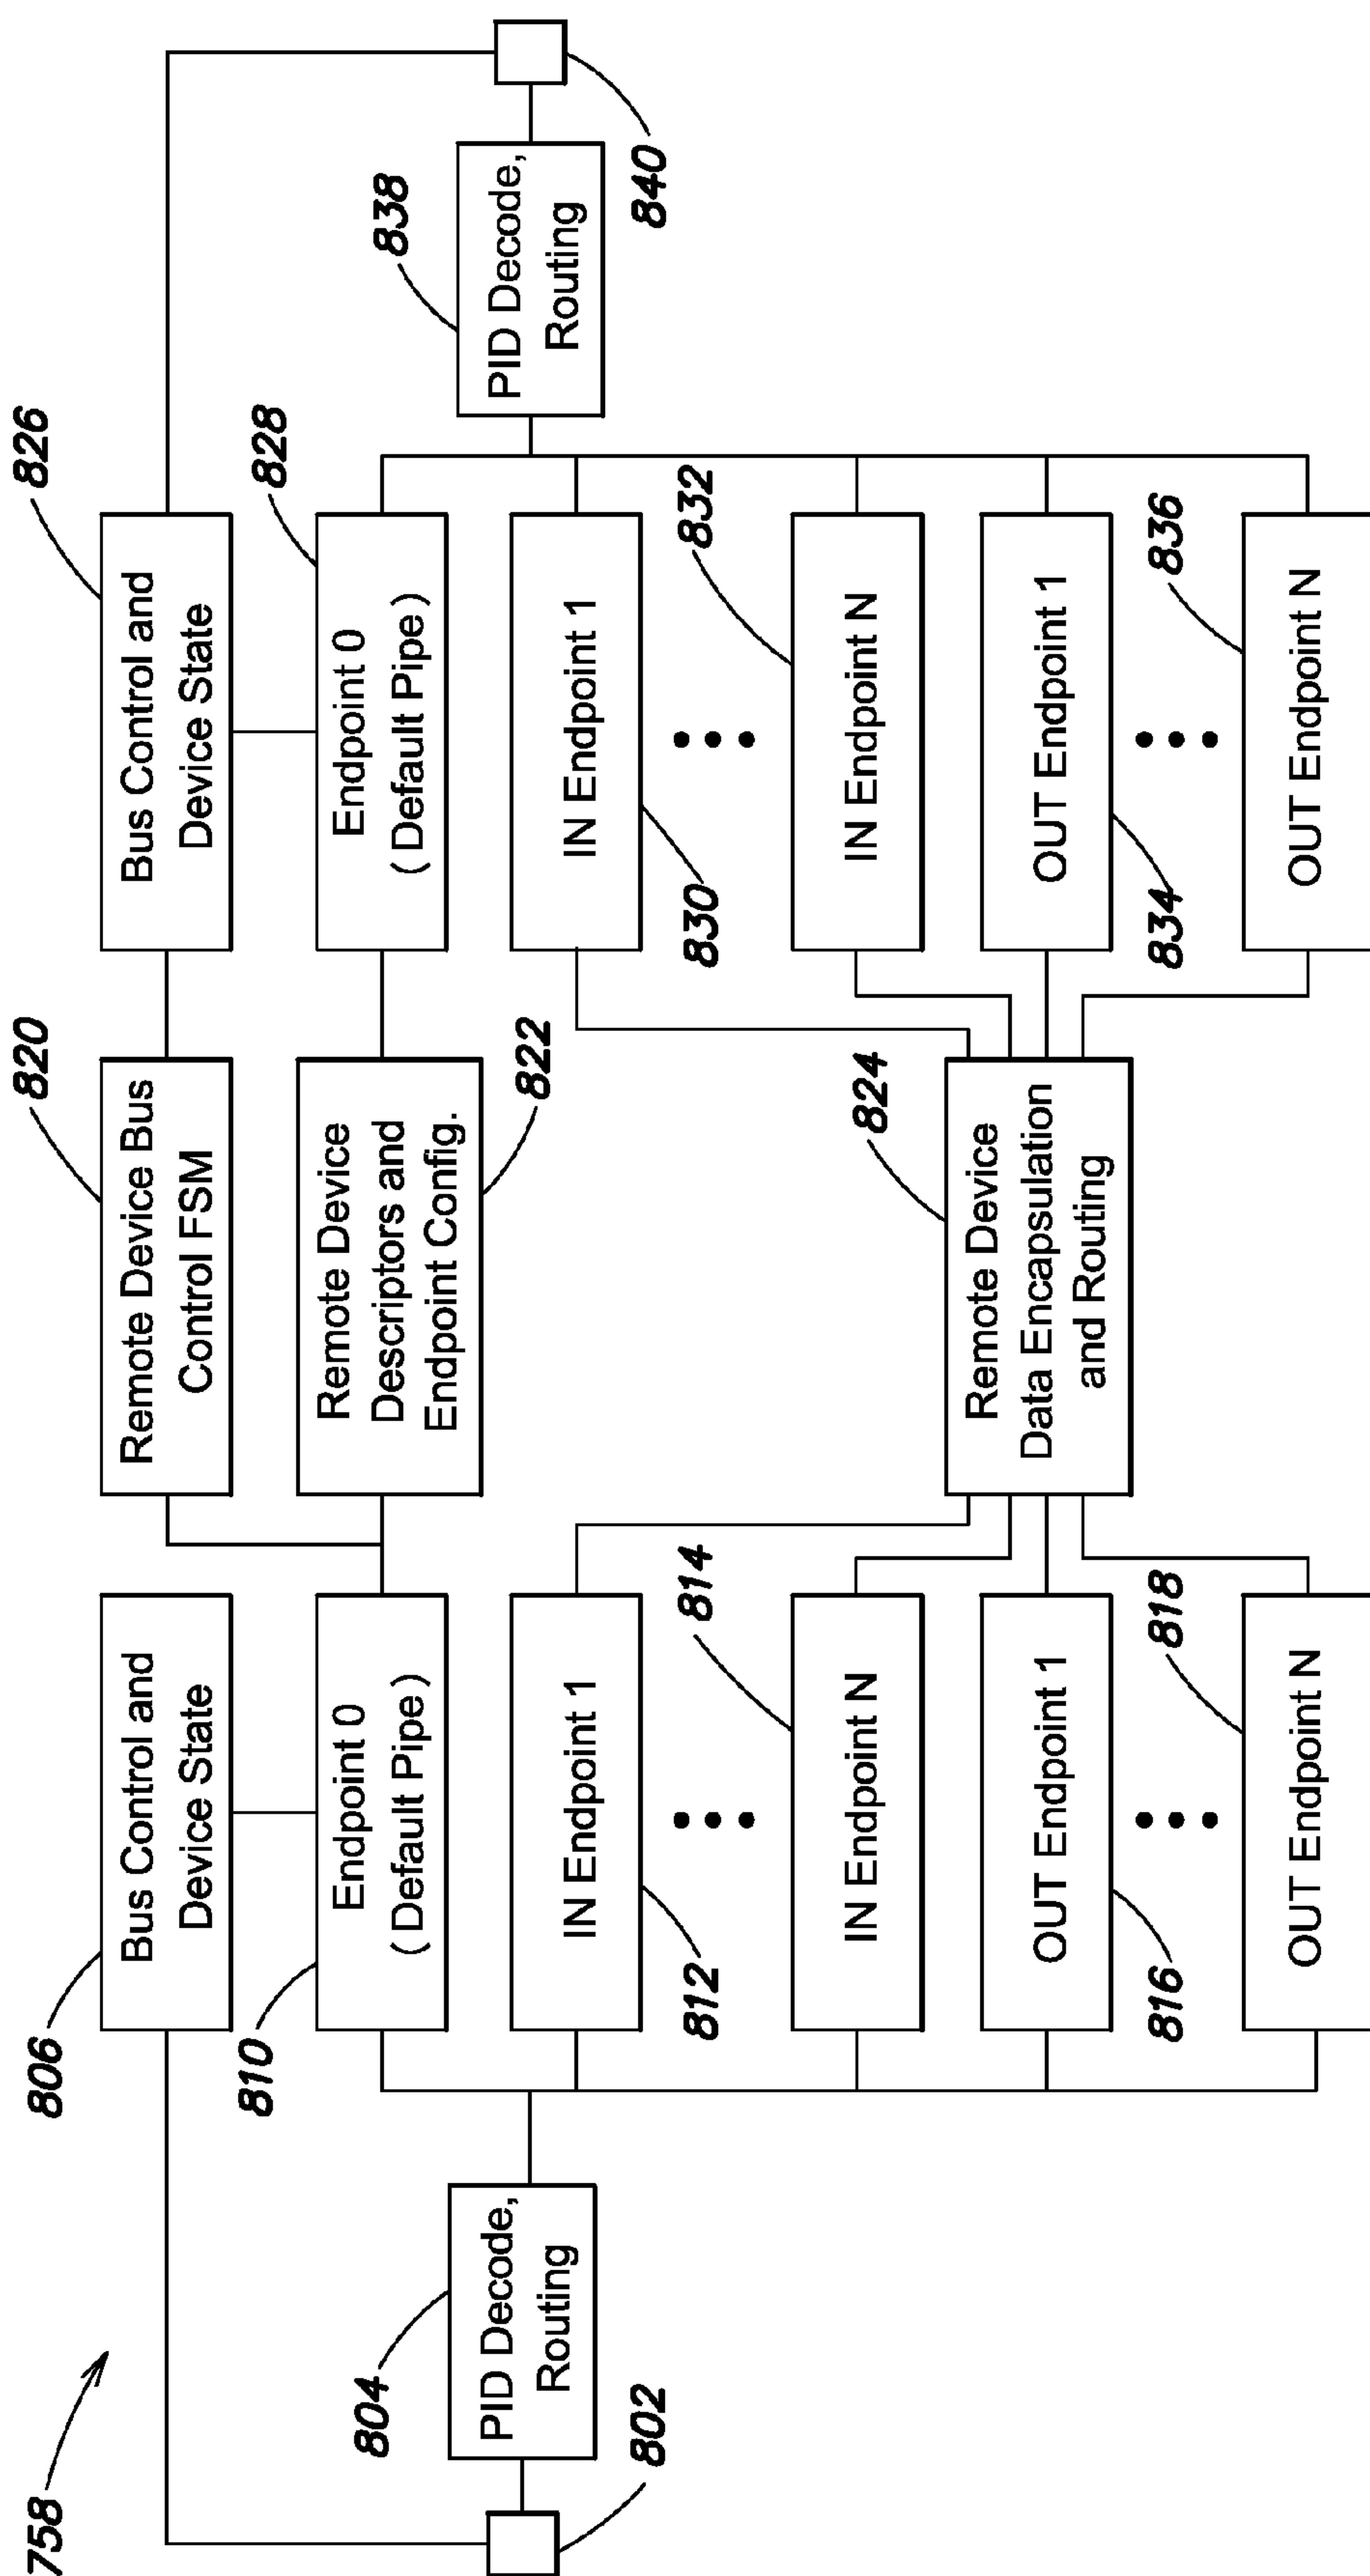 758
802
804
PID Decode,
Routing
806
Bus Control and
Device State
810
Endpoint 0
( Default Pipe )
IN Endpoint 1
812
814
IN Endpoint N
OUT Endpoint 1
816
818
OUT Endpoint N
820
Remote Device Bus
Control FSM
Remote Device
Descriptors and
Endpoint Config.
822
824
Remote Device
Data Encapsulation
and Routing
826
Bus Control and
Device State
828
Endpoint 0
( Default Pipe )
IN Endpoint 1
830
832
IN Endpoint N
OUT Endpoint 1
834
836
OUT Endpoint N
838
PID Decode,
Routing
840